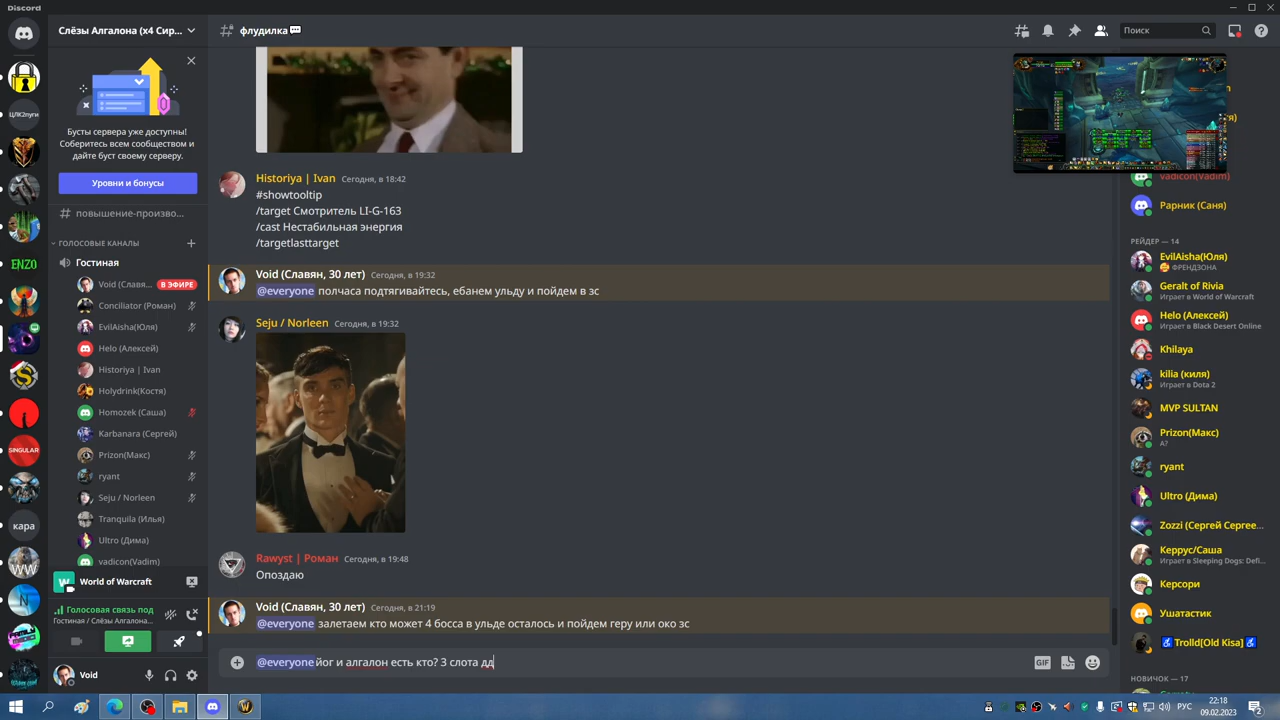 Discord
Слёзы Алгалона (x4 Сир...
флудилка💬
Поиск
Бусты сервера уже доступны!
Соберитесь всем сообществом и
дайте буст своему серверу.
Уровни и бонусы
# повышение-произво...
ГОЛОСОВЫЕ КАНАЛЫ
Гостиная
Void (Славя... В ЭФИРЕ
Conciliator (Роман)
EvilAisha(Юля)
Helo (Алексей)
Historiya | Ivan
Holydrink(Костя)
Homozek (Саша)
Karbanara (Сергей)
Prizon(Макс)
ryant
Seju / Norleen
Tranquila (Илья)
Ultro (Дима)
vadicon(Vadim)
World of Warcraft
Голосовая связь под
Гостиная / Слёзы Алгалона...
Void
ЦЛК2пуги
ENZO
SINGULAR
кара
Historiya | Ivan Сегодня, в 18:42
#showtooltip
/target Смотритель LI-G-163
/cast Нестабильная энергия
/targetlasttarget
Void (Славян, 30 лет) Сегодня, в 19:32
@everyone полчаса подтягивайтесь, ебанем ульду и пойдем в зс
Seju / Norleen Сегодня, в 19:32
Rawyst | Роман Сегодня, в 19:48
Опоздаю
Void (Славян, 30 лет) Сегодня, в 21:19
@everyone залетаем кто может 4 босса в ульде осталось и пойдем геру или око зс
@everyone йог и алгалон есть кто? 3 слота дд
GIF
vadicon(Vadim)
Рарник (Саня)
РЕЙДЕР — 14
EvilAisha(Юля)
ФРЕНДЗОНА
Geralt of Rivia
Играет в World of Warcraft
Helo (Алексей)
Играет в Black Desert Online
Khilaya
kilia (киля)
Играет в Dota 2
MVP SULTAN
Prizon(Макс)
А?
ryant
Ultro (Дима)
Zozzi (Сергей Сергее...
Керрус/Саша
Играет в Sleeping Dogs: Defi...
Керсори
Ушатастик
♿ Trolld[Old Kisa] ♿
НОВИЧОК — 17
РУС
22:18
09.02.2023